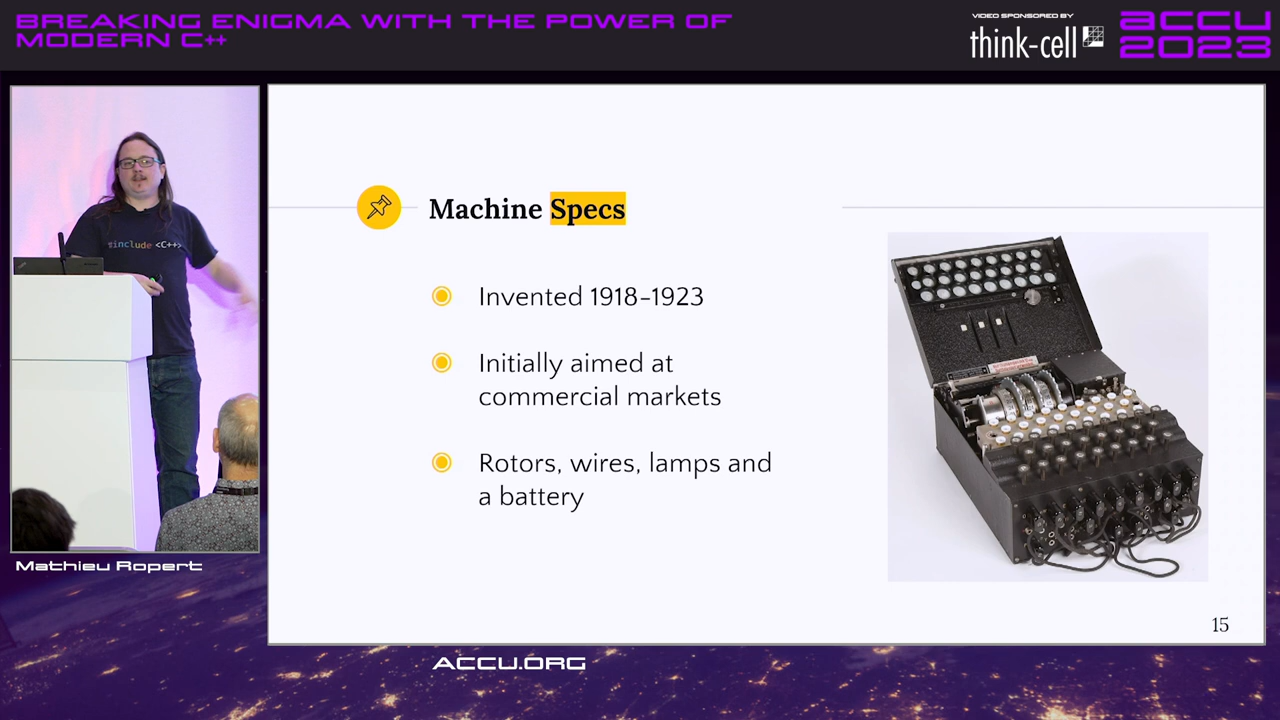 BREAKING ENIGMA WITH THE POWER OF
MODERN C++
VIDEO SPONSORED BY
think-cell
ACCU
2023
#include <C++>
Machine Specs
Invented 1918-1923
Initially aimed at
commercial markets
Rotors, wires, lamps and
a battery
15
Mathieu Ropert
ACCU.ORG